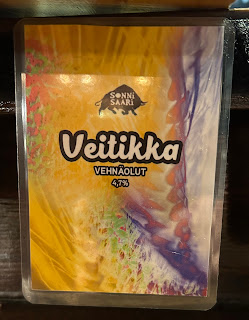 SONNI
SAARI
Veitikka
VEHNÄOLUT
4,7%